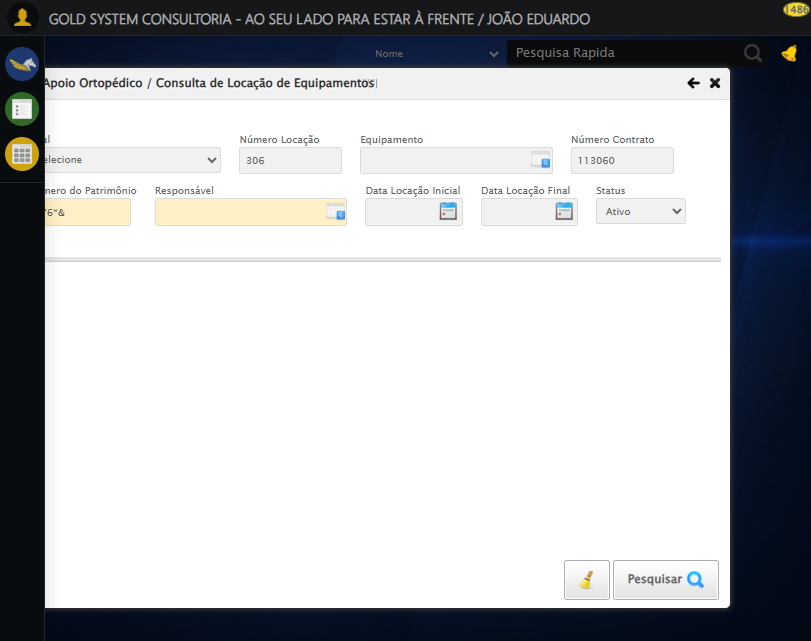 GOLD SYSTEM CONSULTORIA - AO SEU LADO PARA ESTAR À FRENTE / JOÃO EDUARDO
1486
Nome
Pesquisa Rapida
Apoio Ortopédico / Consulta de Locação de Equipamentos
al
Número Locação
Equipamento
Número Contrato
elecione
306
113060
mero do Patrimônio
Responsável
Data Locação Inicial
Data Locação Final
Status
76"&
Ativo
Pesquisar